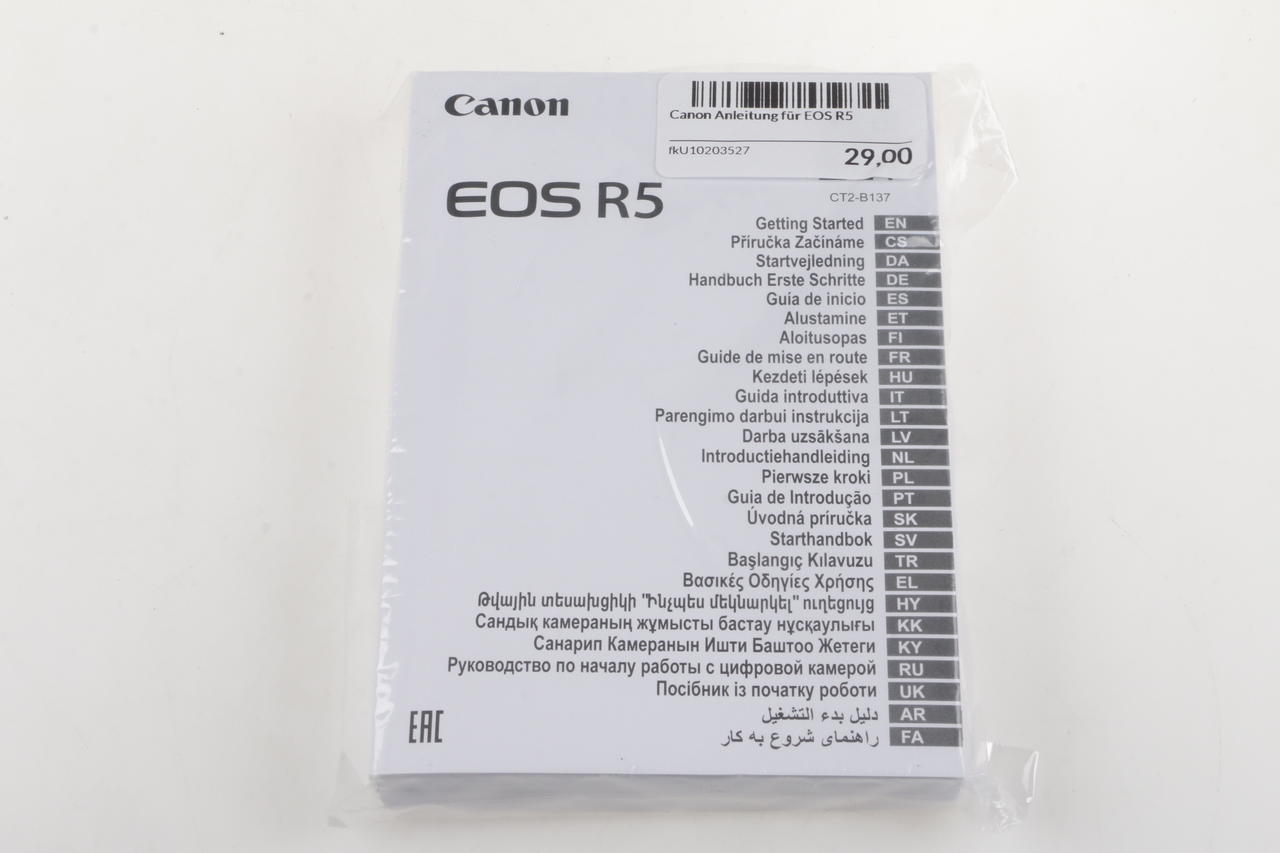 Canon
Canon Anleitung für EOS R5
fkU10203527
29,00
EOS R5
CT2-B137
Getting Started EN
Příručka Začínáme CS
Startvejledning DA
Handbuch Erste Schritte DE
Guía de inicio ES
Alustamine ET
Aloitusopas FI
Guide de mise en route FR
Kezdeti lépések HU
Guida introduttiva IT
Parengimo darbui instrukcija LT
Darba uzsākšana LV
Introductiehandleiding NL
Pierwsze kroki PL
Guia de Introdução PT
Úvodná príručka SK
Starthandbok SV
Başlangıç Kılavuzu TR
Βασικές Οδηγίες Χρήσης EL
Թվային տեսախցիկի "Ինչպես մեկնարկել" ուղեցույց HY
Сандық камераның жұмысты бастау нұсқаулығы KK
Санарип Камеранын Ишти Баштоо Жетеги KY
Руководство по началу работы с цифровой камерой RU
Посібник із початку роботи UK
دليل بدء التشغيل AR
راهنمای شروع به کار FA
EAC